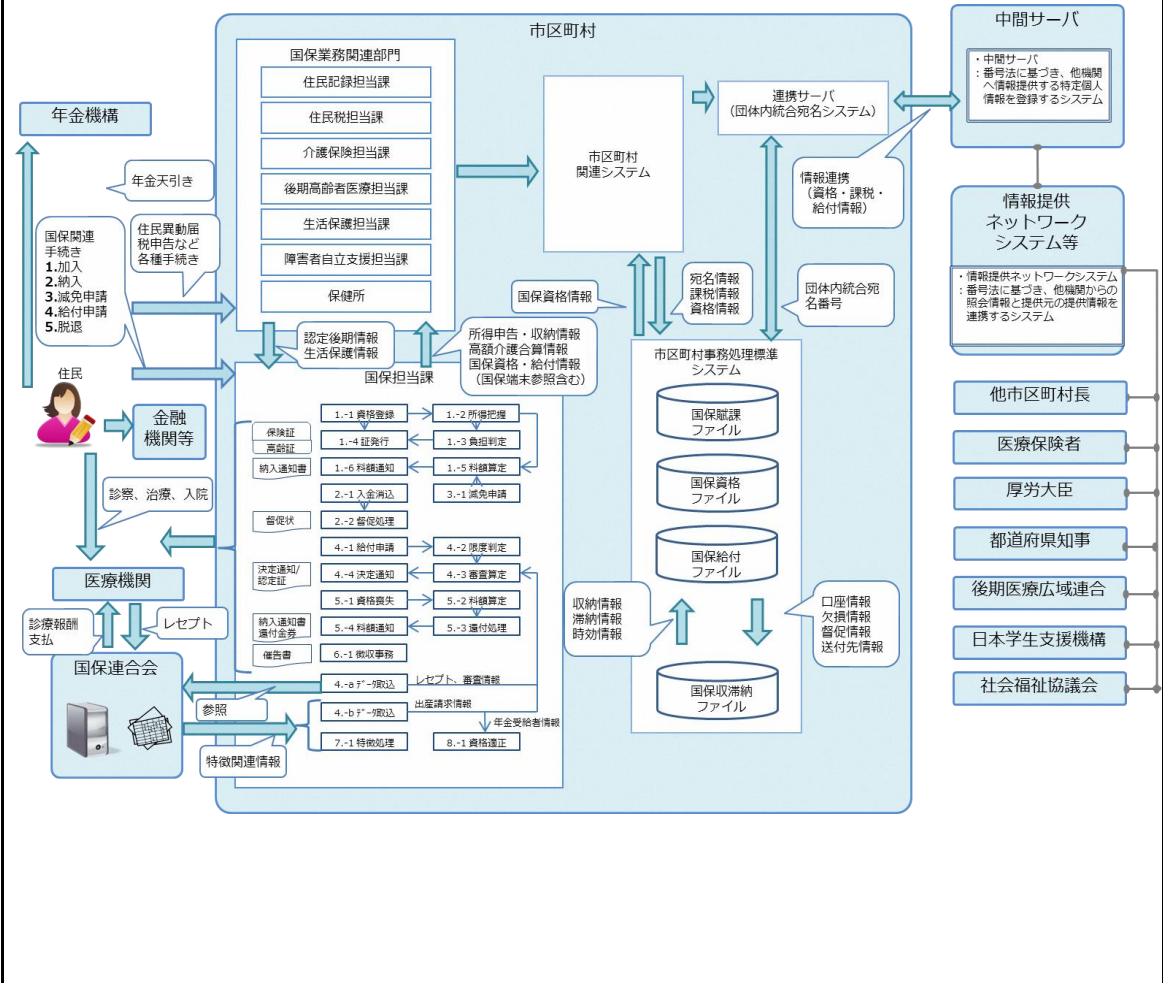 市区町村
国保業務関連部門
住民記録担当課
住民税担当課
介護保険担当課
後期高齢者医療担当課
生活保護担当課
障害者自立支援担当課
保健所
年金機構
年金天引き
国保関連
手続き
1.加入
2.納入
3.減免申請
4.給付申請
5.脱退
住民異動届
税申告など
各種手続き
住民
金融
機関等
診察、治療、入院
医療機関
診療報酬
支払
レセプト
国保連合会
参照
特徴関連情報
認定後期情報
生活保護情報
所得申告・収納情報
高額介護合算情報
国保資格・給付情報
（国保端末参照含む）
国保担当課
保険証
高齢証
納入通知書
督促状
決定通知/
認定証
納入通知書
還付金券
催告書
1.-1 資格登録
1.-2 所得把握
1.-4 証発行
1.-3 負担判定
1.-6 料額通知
1.-5 料額算定
2.-1 入金消込
3.-1 減免申請
2.-2 督促処理
4.-1 給付申請
4.-2 限度判定
4.-4 決定通知
4.-3 審査算定
5.-1 資格喪失
5.-2 料額算定
5.-4 料額通知
5.-3 還付処理
6.-1 徴収事務
4.-a ﾃﾞｰﾀ取込
レセプト、審査情報
4.-b ﾃﾞｰﾀ取込
出産請求情報
年金受給者情報
7.-1 特徴処理
8.-1 資格適正
市区町村
関連システム
連携サーバ
（団体内統合宛名システム）
国保資格情報
宛名情報
課税情報
資格情報
情報連携
（資格・課税・
給付情報）
団体内統合宛
名番号
市区町村事務処理標準
システム
国保賦課
ファイル
国保資格
ファイル
国保給付
ファイル
収納情報
滞納情報
時効情報
口座情報
欠損情報
督促情報
送付先情報
国保収滞納
ファイル
中間サーバ
・中間サーバ
：番号法に基づき、他機関
へ情報提供する特定個人
情報を登録するシステム
情報提供
ネットワーク
システム等
・情報提供ネットワークシステム
：番号法に基づき、他機関からの
照会情報と提供元の提供情報を
連携するシステム
他市区町村長
医療保険者
厚労大臣
都道府県知事
後期医療広域連合
日本学生支援機構
社会福祉協議会